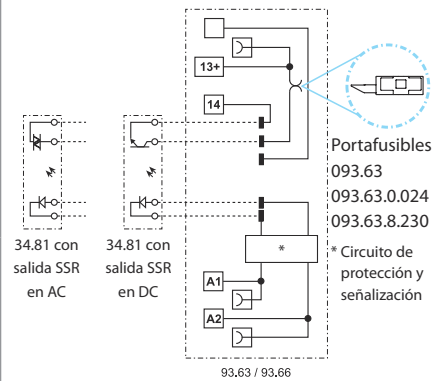 13+
14
Portafusibles
093.63
093.63.0.024
093.63.8.230
* Circuito de
protección y
señalización
34.81 con
salida SSR
en AC
34.81 con
salida SSR
en DC
*
A1
A2
93.63 / 93.66